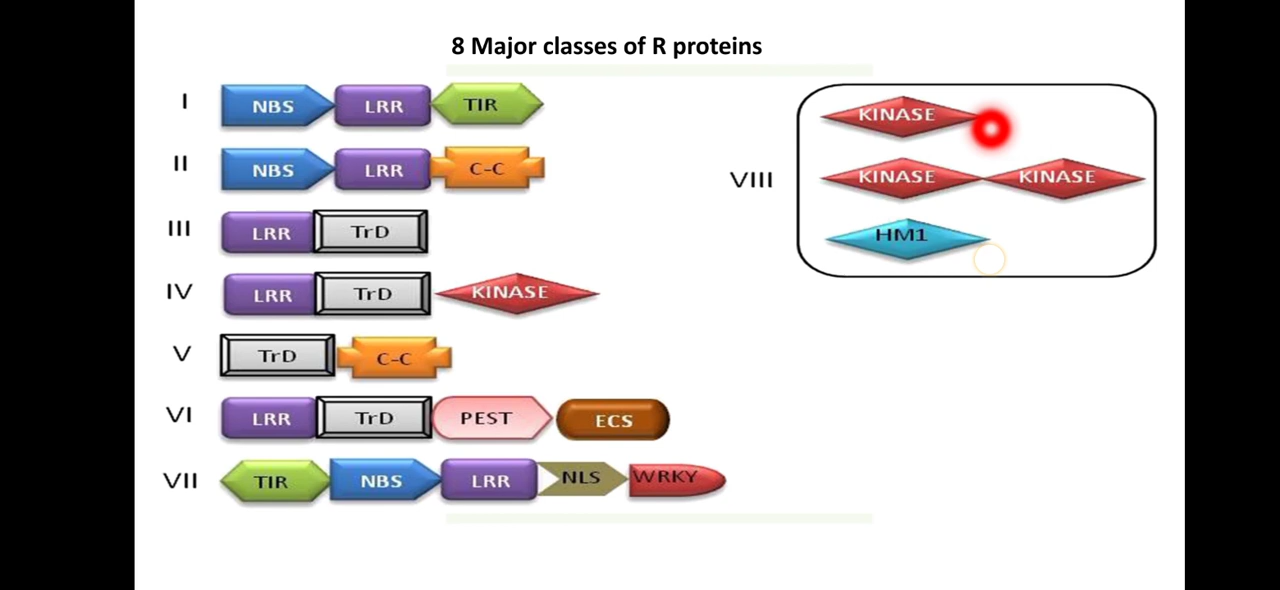 8 Major classes of R proteins
I NBS LRR TIR
II NBS LRR C-C
III LRR TrD
IV LRR TrD KINASE
V TrD C-C
VI LRR TrD PEST ECS
VII TIR NBS LRR NLS WRKY
VIII
KINASE
KINASE KINASE
HM1